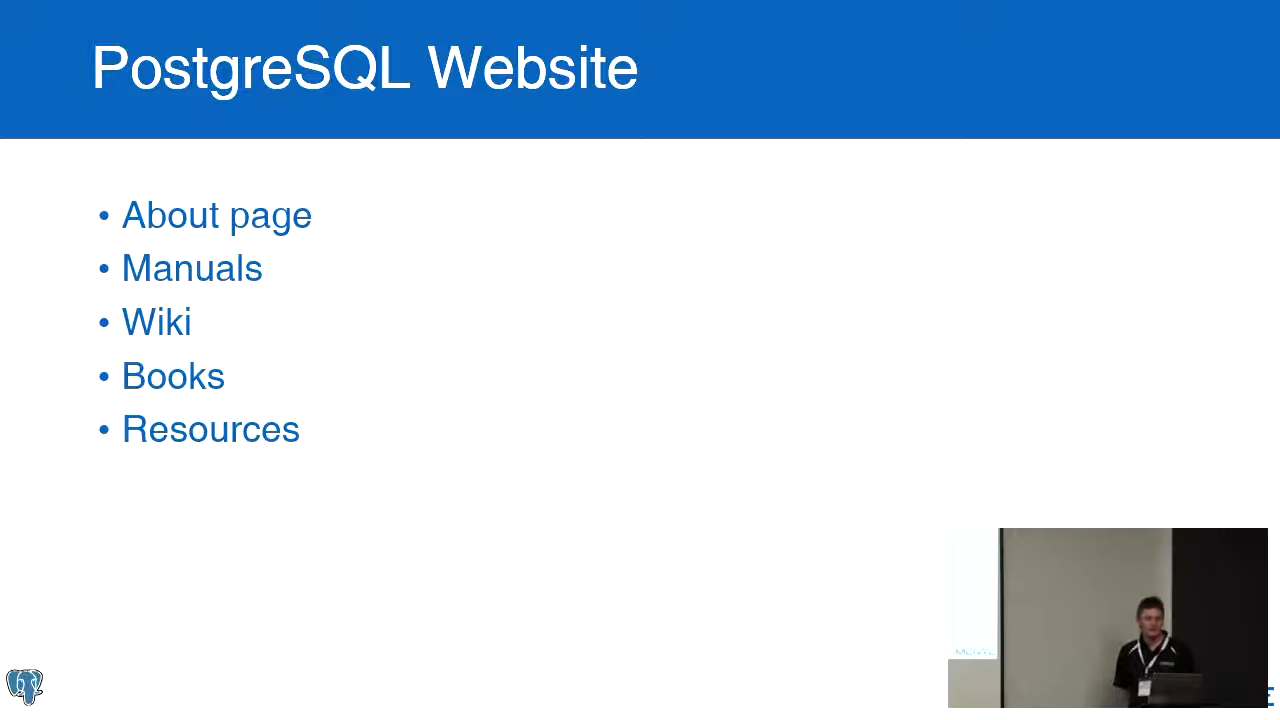 PostgreSQL Website
• About page
• Manuals
• Wiki
• Books
• Resources